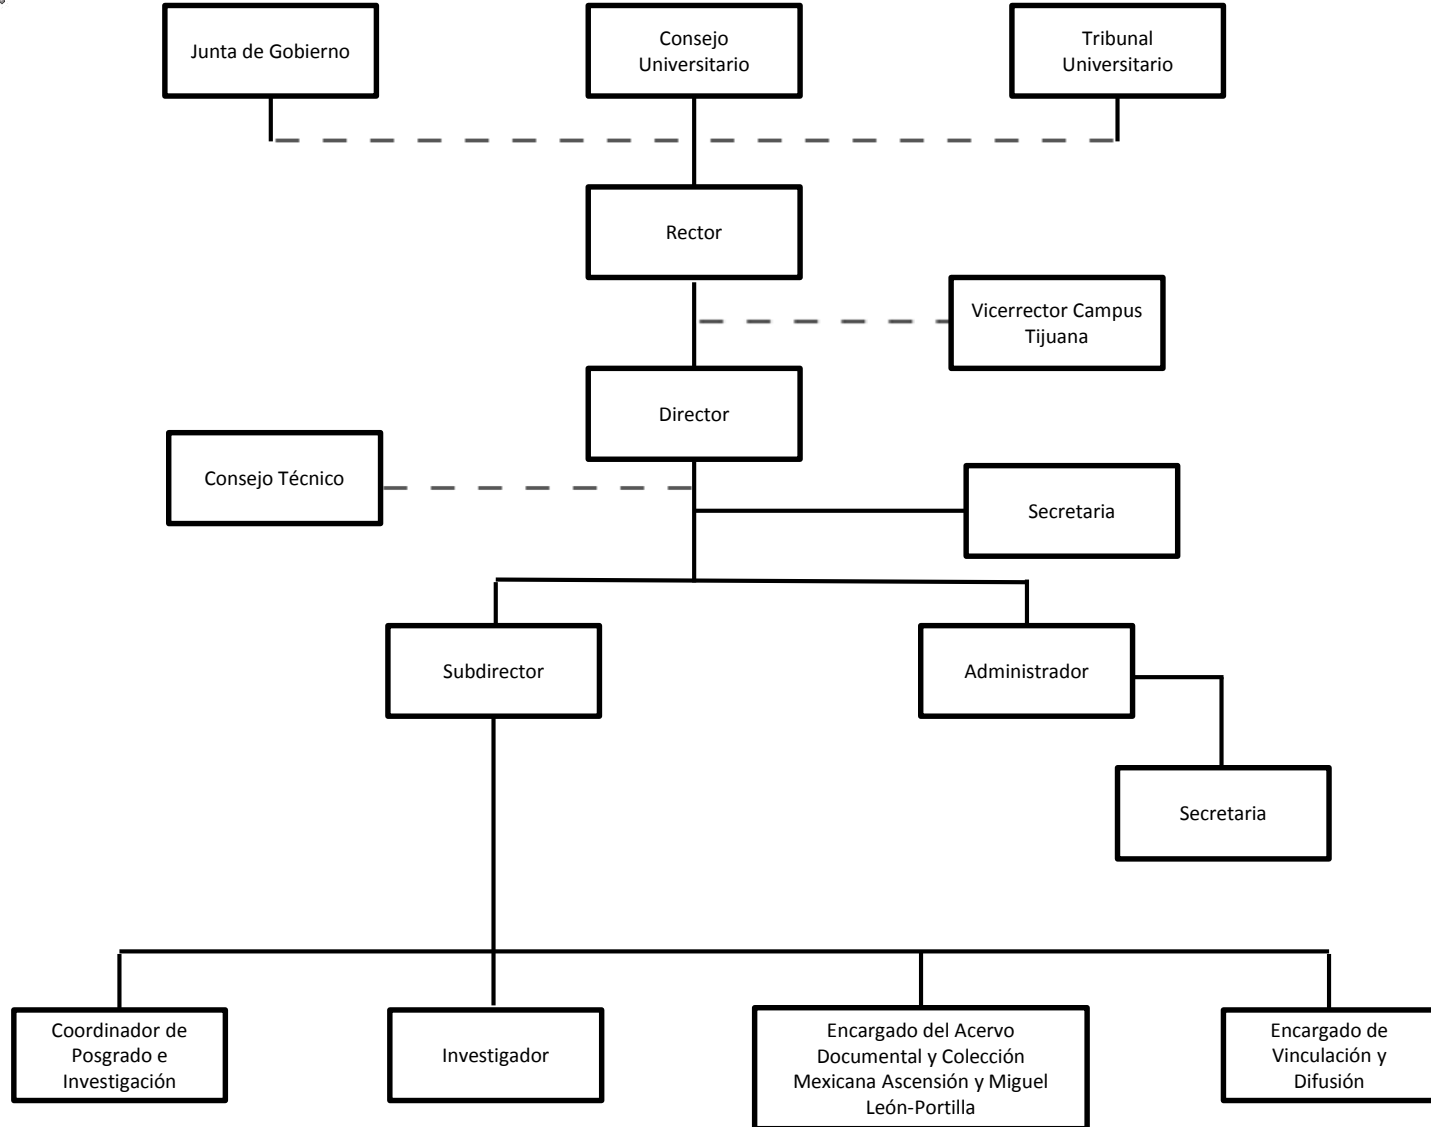 Junta de Gobierno
Consejo
Universitario
Tribunal
Universitario
Rector
Vicerrector Campus
Tijuana
Director
Consejo Técnico
Secretaria
Subdirector
Administrador
Secretaria
Coordinador de
Posgrado e
Investigación
Investigador
Encargado del Acervo
Documental y Colección
Mexicana Ascensión y Miguel
León-Portilla
Encargado de
Vinculación y
Difusión